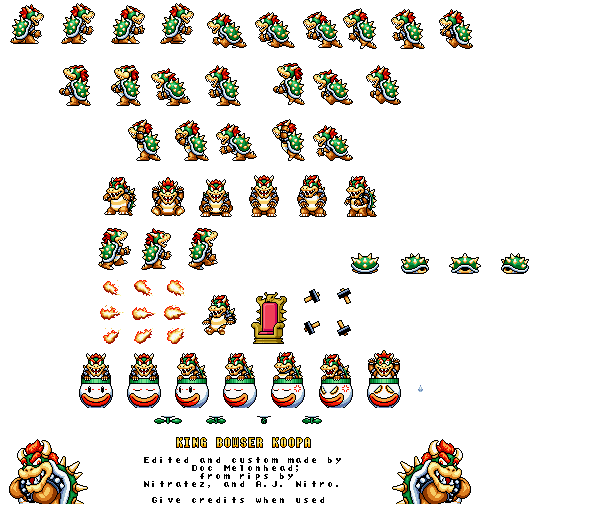 KING BOWSER KOOPA
Edited and custom made by
Doc Melonhead;
from rips by
Nitratez, and A.J. Nitro.
Give credits when used